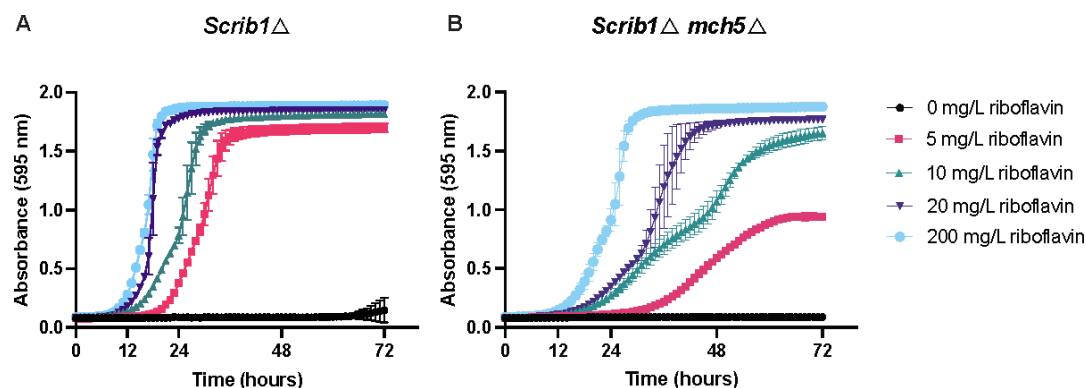 A
Scrib1△
Absorbance (595 nm)
2.0
1.5
1.0
0.5
0.0
0 12 24 48 72
Time (hours)
B
Scrib1△ mch5△
Absorbance (595 nm)
2.0
1.5
1.0
0.5
0.0
0 12 24 48 72
Time (hours)
0 mg/L riboflavin
5 mg/L riboflavin
10 mg/L riboflavin
20 mg/L riboflavin
200 mg/L riboflavin